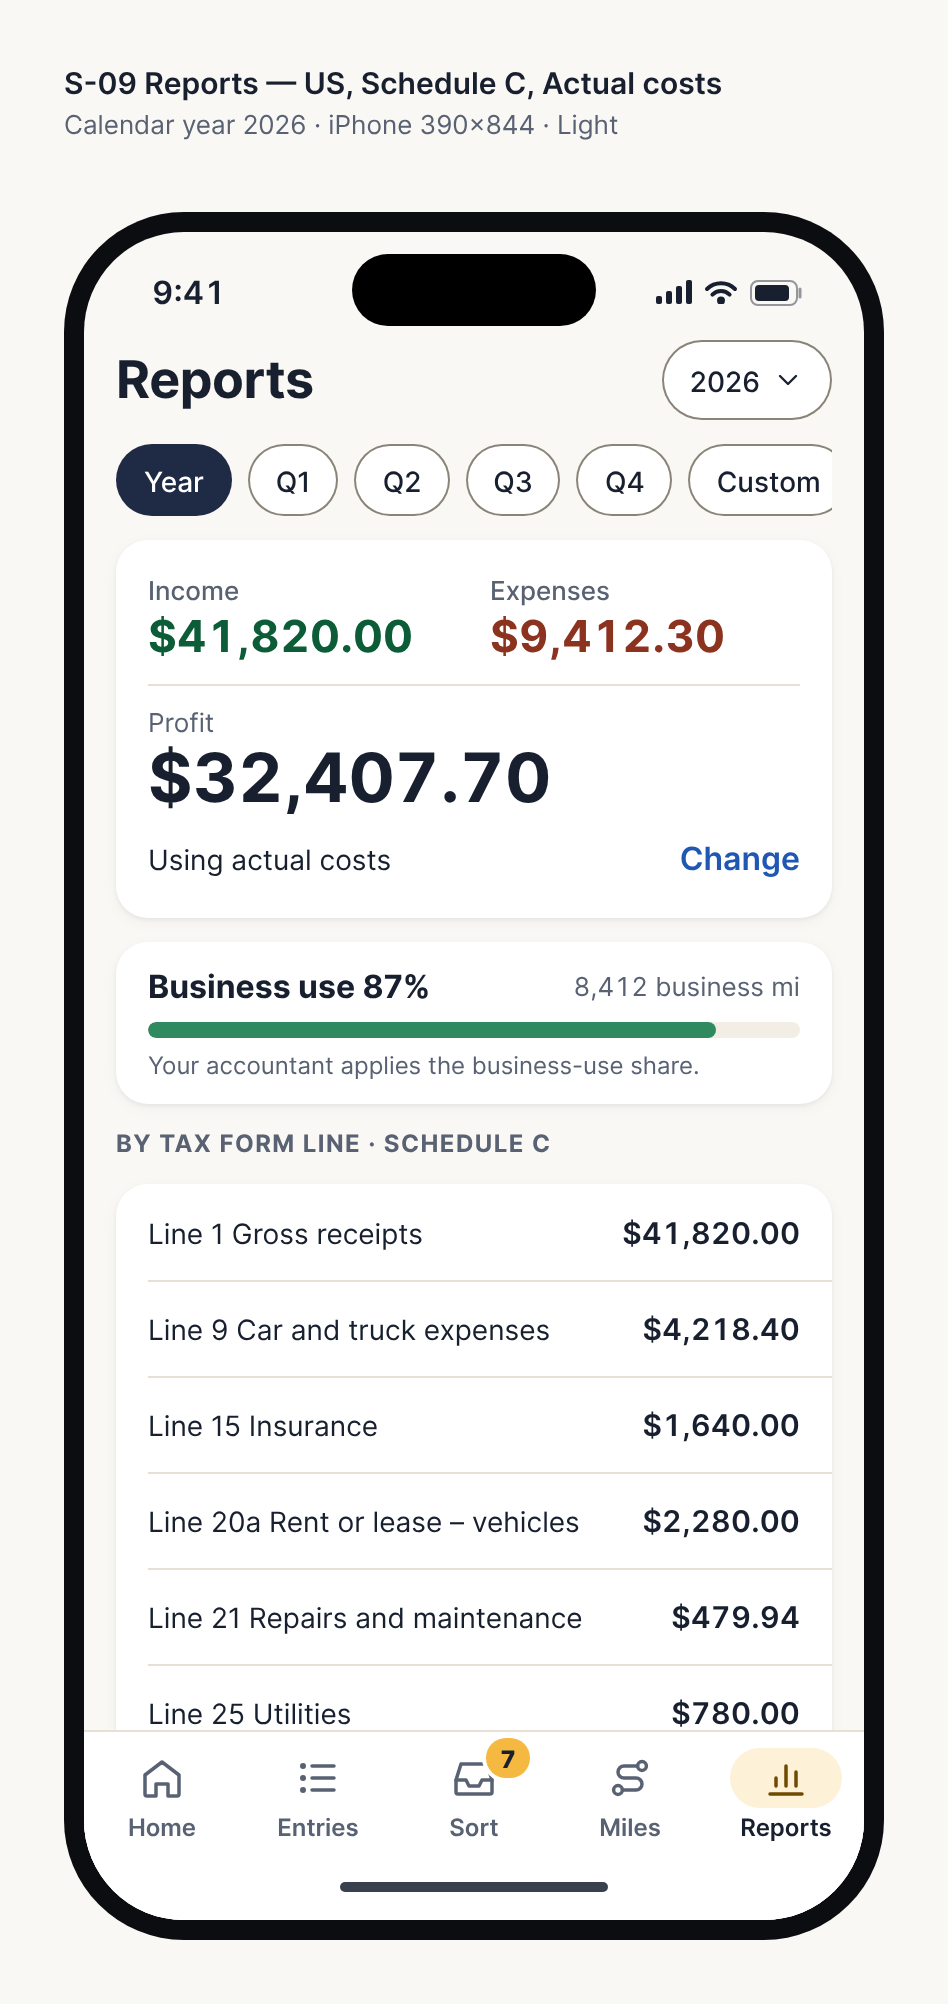 S-09 Reports — US, Schedule C, Actual costs
Calendar year 2026 · iPhone 390×844 · Light
9:41
Reports
2026
Year Q1 Q2 Q3 Q4 Custom
Income Expenses
$41,820.00 $9,412.30
Profit
$32,407.70
Using actual costs Change
Business use 87% 8,412 business mi
Your accountant applies the business-use share.
BY TAX FORM LINE · SCHEDULE C
Line 1 Gross receipts $41,820.00
Line 9 Car and truck expenses $4,218.40
Line 15 Insurance $1,640.00
Line 20a Rent or lease – vehicles $2,280.00
Line 21 Repairs and maintenance $479.94
Line 25 Utilities $780.00
7
Home Entries Sort Miles Reports